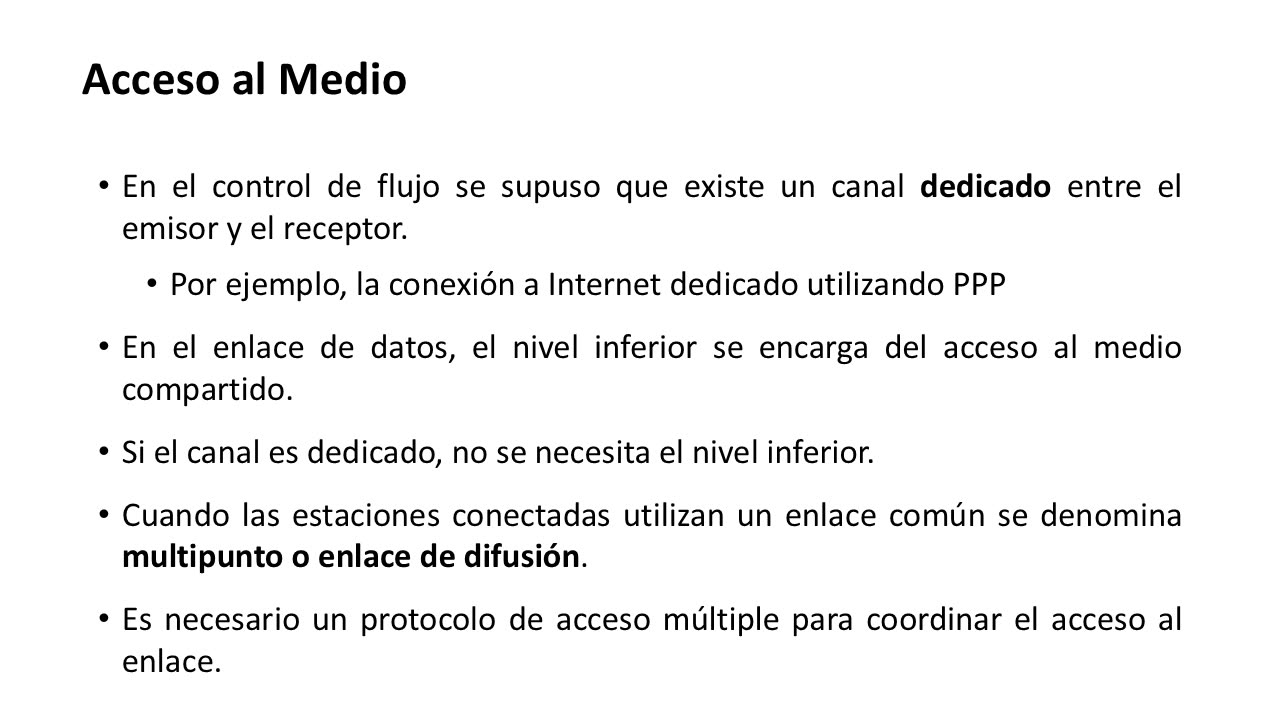 Acceso al Medio
• En el control de flujo se supuso que existe un canal dedicado entre el
emisor y el receptor.
• Por ejemplo, la conexión a Internet dedicado utilizando PPP
• En el enlace de datos, el nivel inferior se encarga del acceso al medio
compartido.
• Si el canal es dedicado, no se necesita el nivel inferior.
• Cuando las estaciones conectadas utilizan un enlace común se denomina
multipunto o enlace de difusión.
• Es necesario un protocolo de acceso múltiple para coordinar el acceso al
enlace.